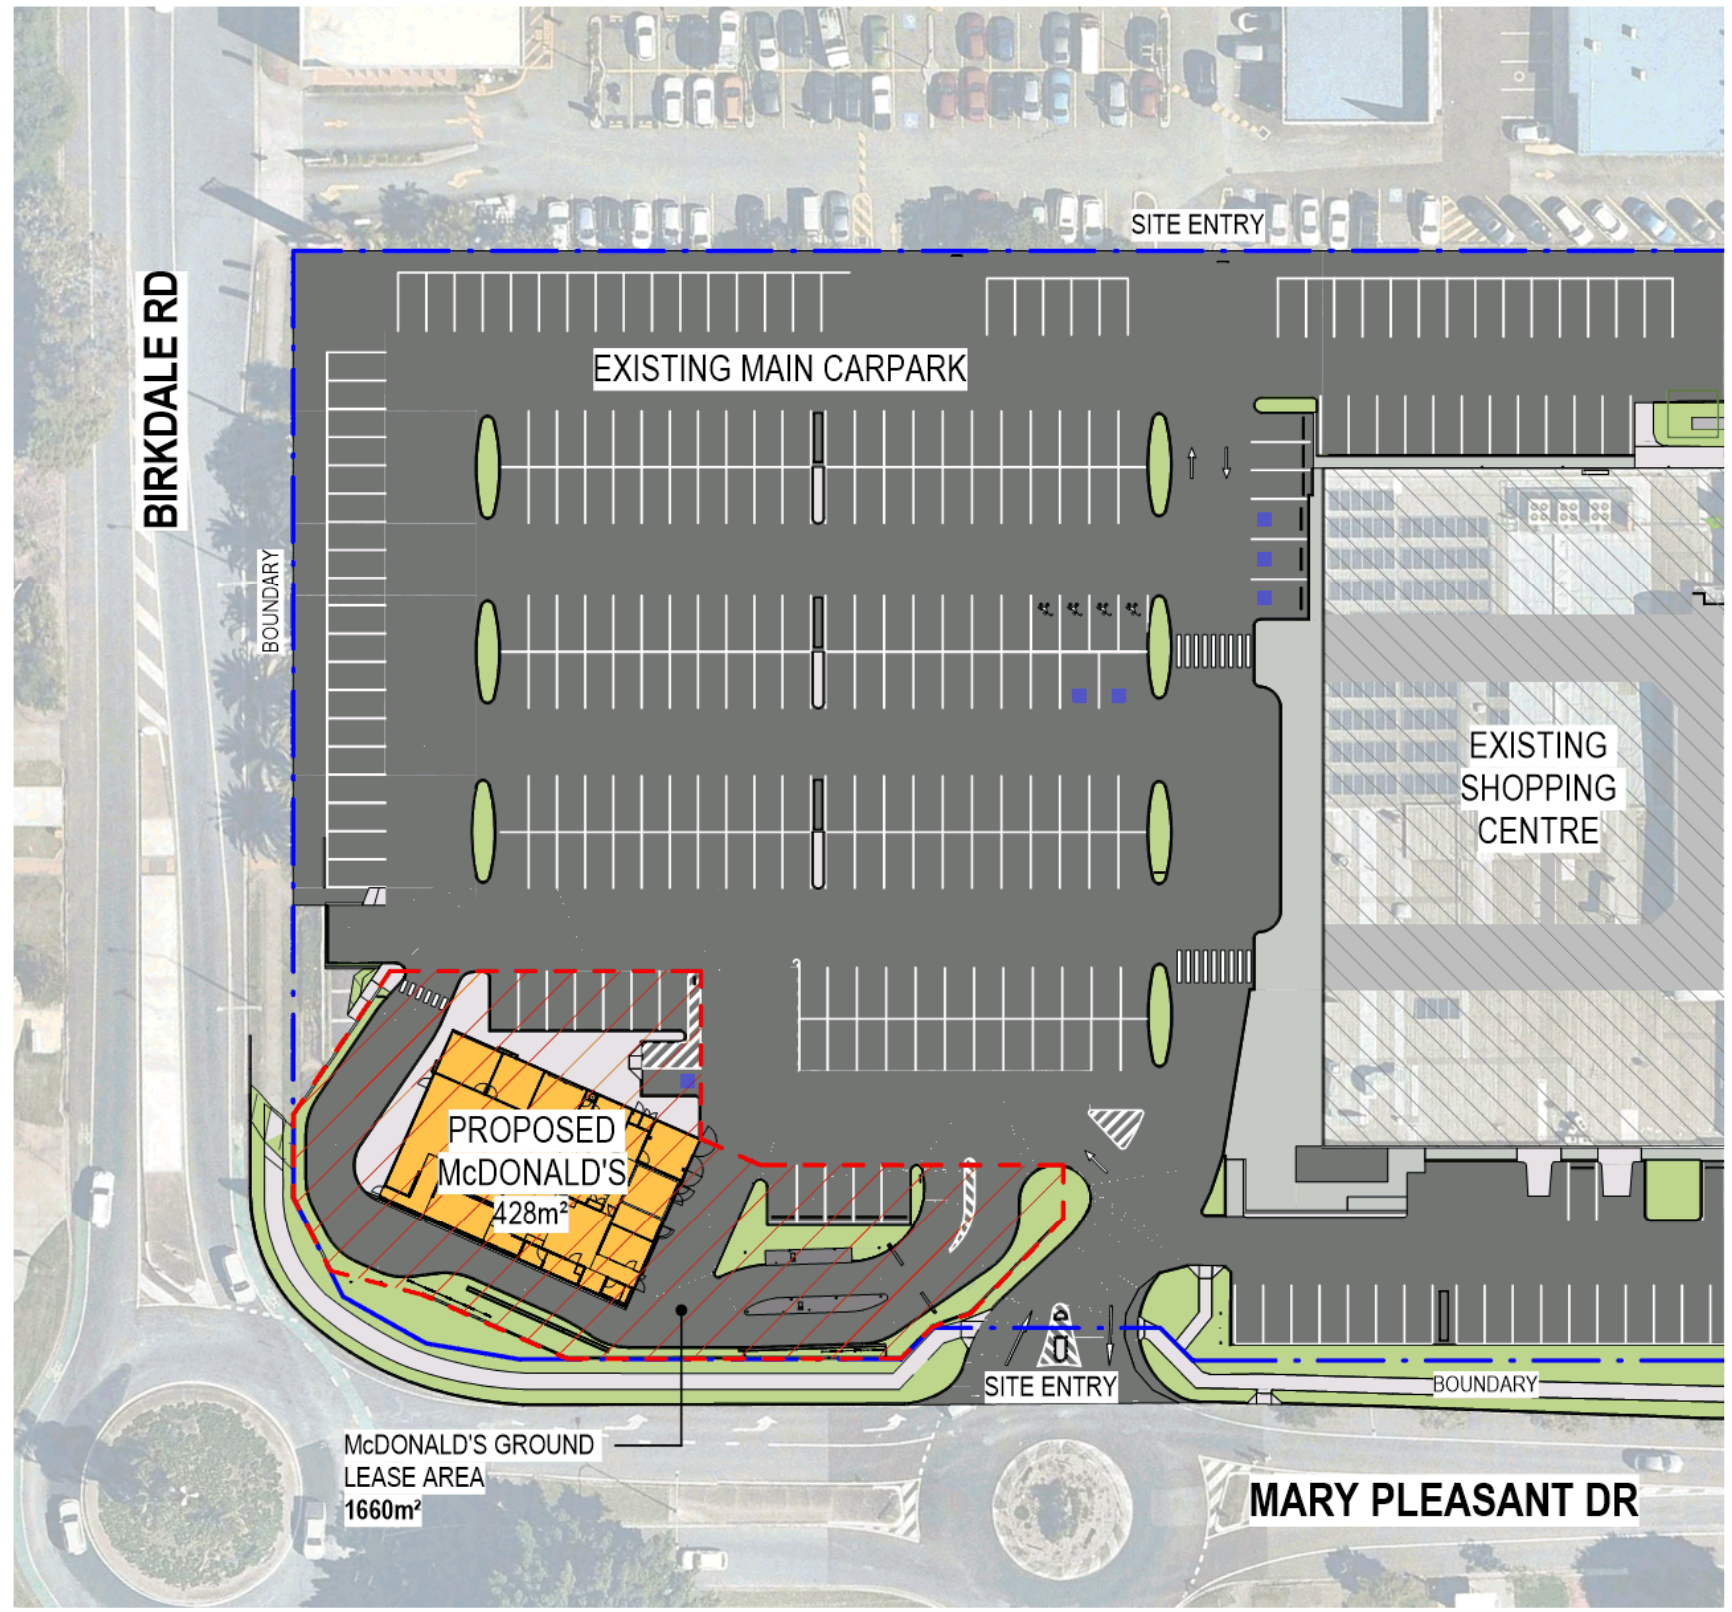 SITE ENTRY
BIRKDALE RD
EXISTING MAIN CARPARK
BOUNDARY
EXISTING
SHOPPING
CENTRE
PROPOSED
McDONALD'S
428m²
SITE ENTRY
BOUNDARY
McDONALD'S GROUND
LEASE AREA
1660m²
MARY PLEASANT DR